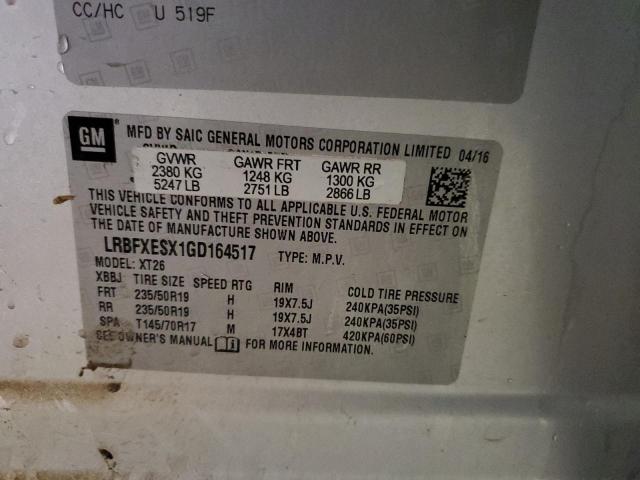 CC/HC U 519F
GM
MFD BY SAIC GENERAL MOTORS CORPORATION LIMITED 04/16
GVWR GAWR FRT GAWR RR
2380 KG 1248 KG 1300 KG
5247 LB 2751 LB 2866 LB
THIS VEHICLE CONFORMS TO ALL APPLICABLE U.S. FEDERAL MOTOR
VEHICLE SAFETY AND THEFT PREVENTION STANDARDS IN EFFECT ON
THE DATE OF MANUFACTURE SHOWN ABOVE.
LRBFXESX1GD164517 TYPE: M.P.V.
MODEL: XT26
XBBJ TIRE SIZE SPEED RTG RIM COLD TIRE PRESSURE
FRT 235/50R19 H 19X7.5J 240KPA(35PSI)
RR 235/50R19 H 19X7.5J 240KPA(35PSI)
SPA T145/70R17 M 17X4BT 420KPA(60PSI)
SEE OWNER'S MANUAL FOR MORE INFORMATION.